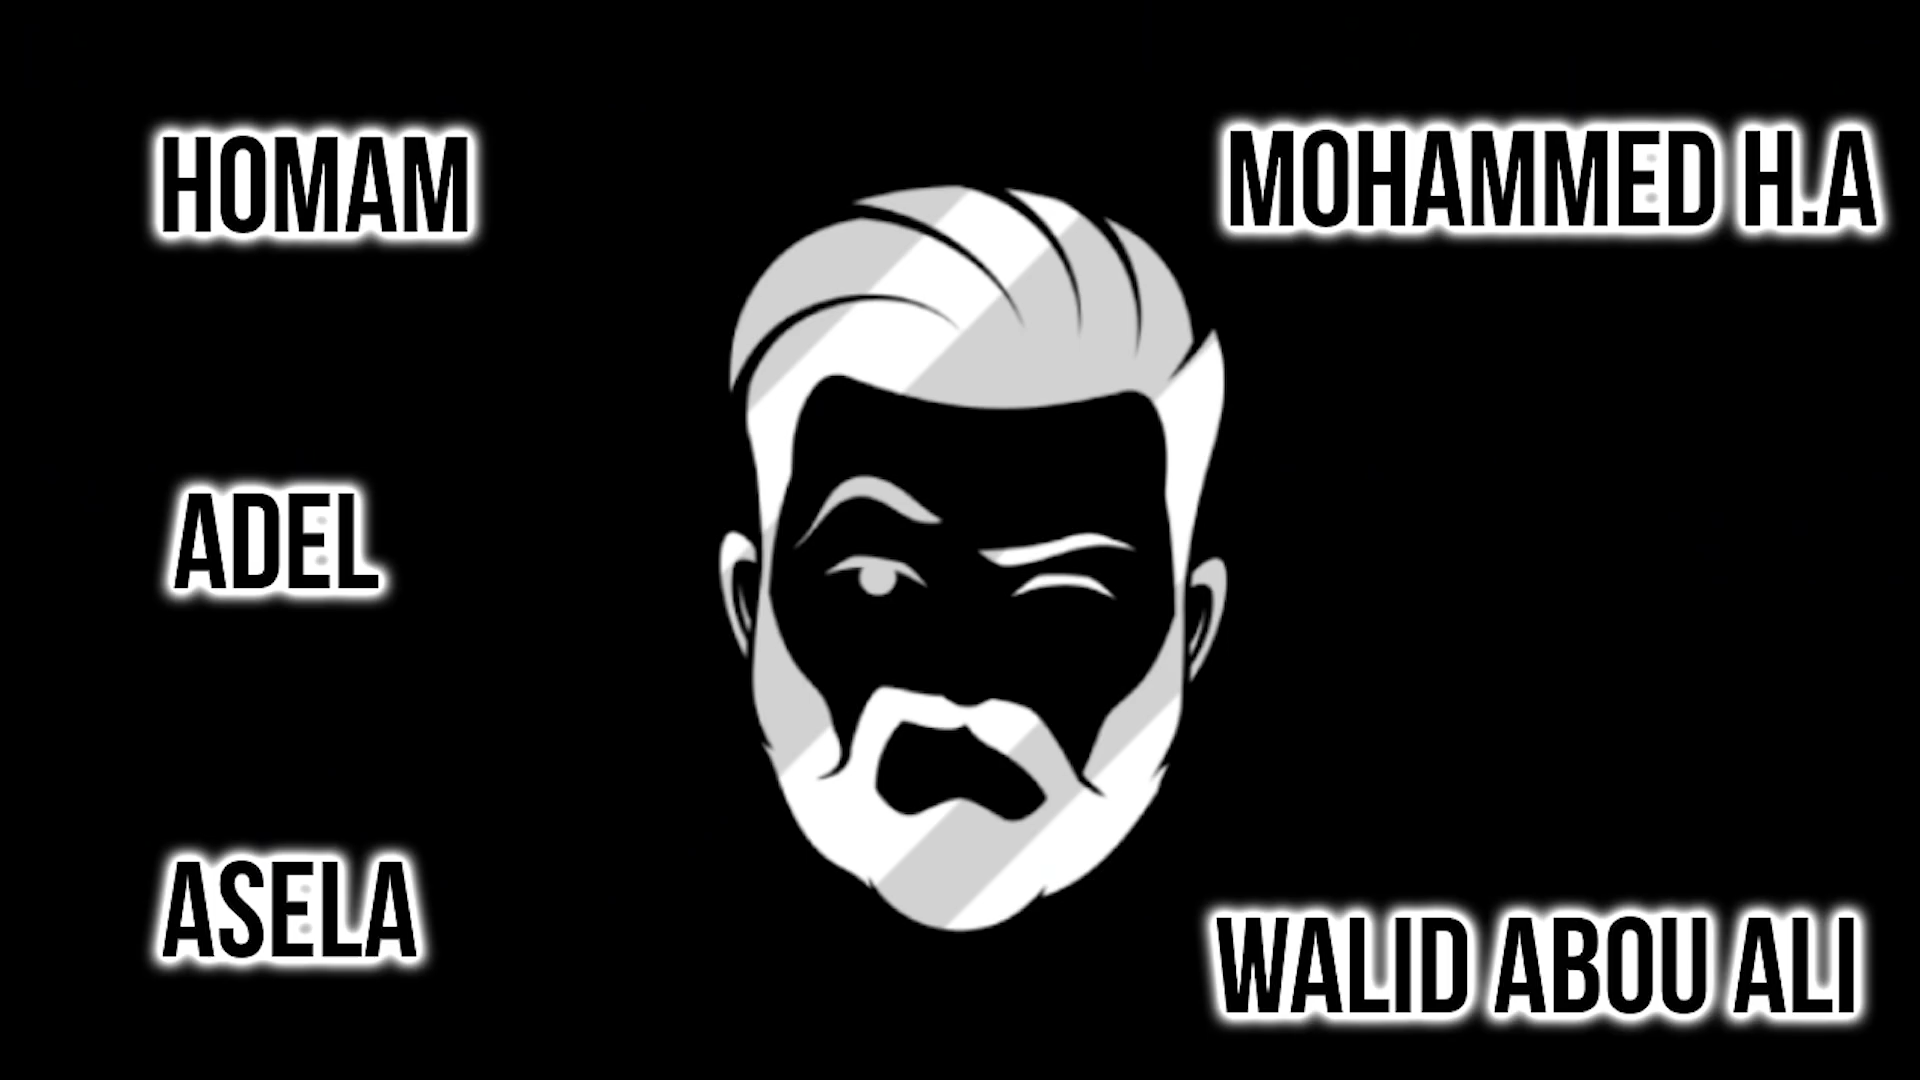 HOMAM
MOHAMMED H.A
ADEL
ASELA
WALID ABOU ALI